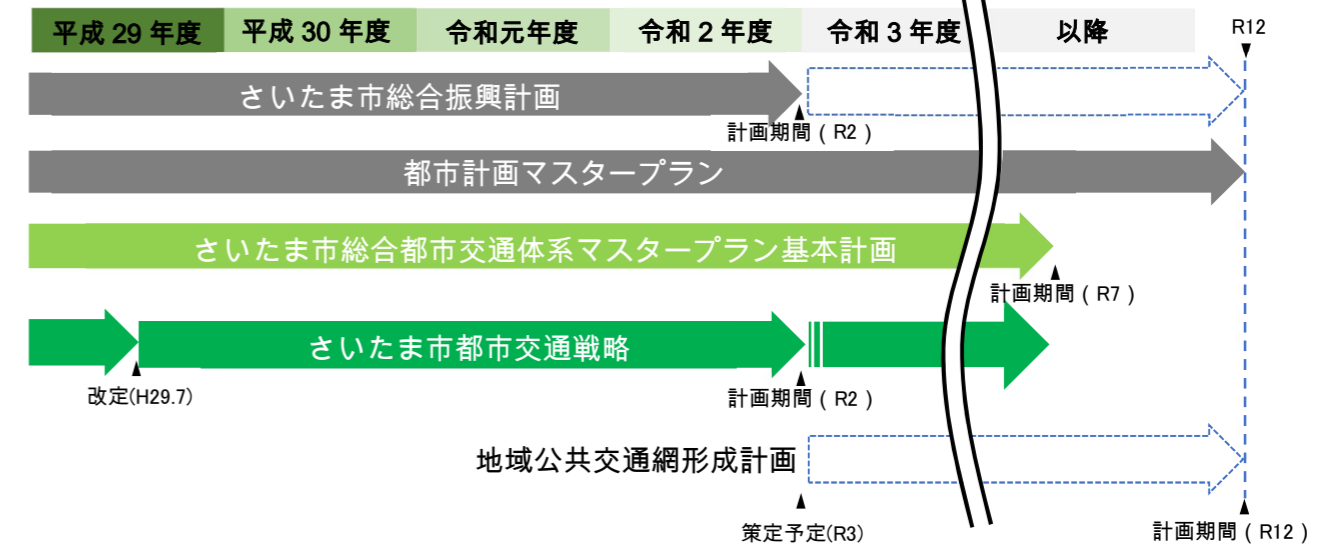 平成 29 年度 平成 30 年度 令和元年度 令和 2 年度 令和 3 年度 以降 R12
さいたま市総合振興計画
計画期間（R2）
都市計画マスタープラン
さいたま市総合都市交通体系マスタープラン基本計画
計画期間（R7）
さいたま市都市交通戦略
改定(H29.7) 計画期間（R2）
地域公共交通網形成計画
策定予定(R3) 計画期間（R12）